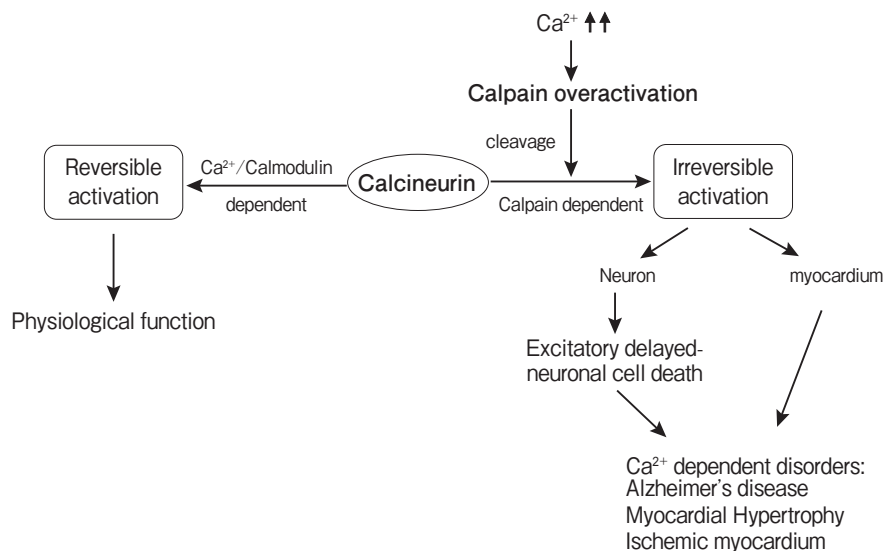 Ca²⁺ ⬆⬆
Calpain overactivation
cleavage
Reversible
activation
Ca²⁺/Calmodulin
dependent
Calcineurin
Calpain dependent
Irreversible
activation
Physiological function
Neuron
myocardium
Excitatory delayed-
neuronal cell death
Ca²⁺ dependent disorders:
Alzheimer's disease
Myocardial Hypertrophy
Ischemic myocardium